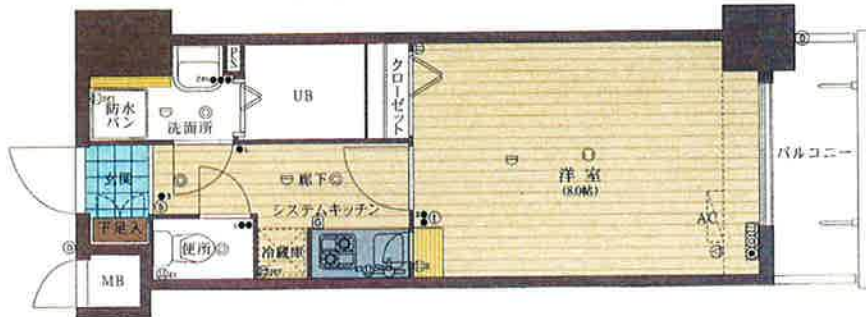 PS
UB
クローゼット
防水
パン
洗面所
玄関
廊下
洋室
(8.0帖)
バルコニー
システムキッチン
下足入
便所
冷蔵庫
AC
MB